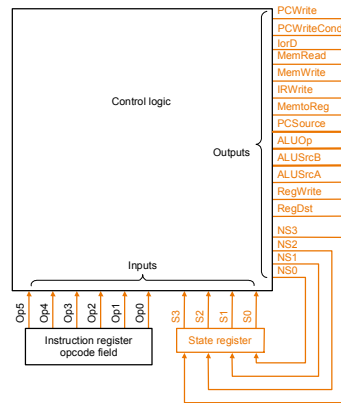 PCWrite
PCWriteCond
IorD
MemRead
MemWrite
Control logic
IRWrite
MemtoReg
PCSource
Outputs
ALUOp
ALUSrcB
ALUSrcA
RegWrite
RegDst
NS3
NS2
NS1
NS0
Inputs
Op5
Op4
Op3
Op2
Op1
Op0
S3
S2
S1
S0
Instruction register
opcode field
State register